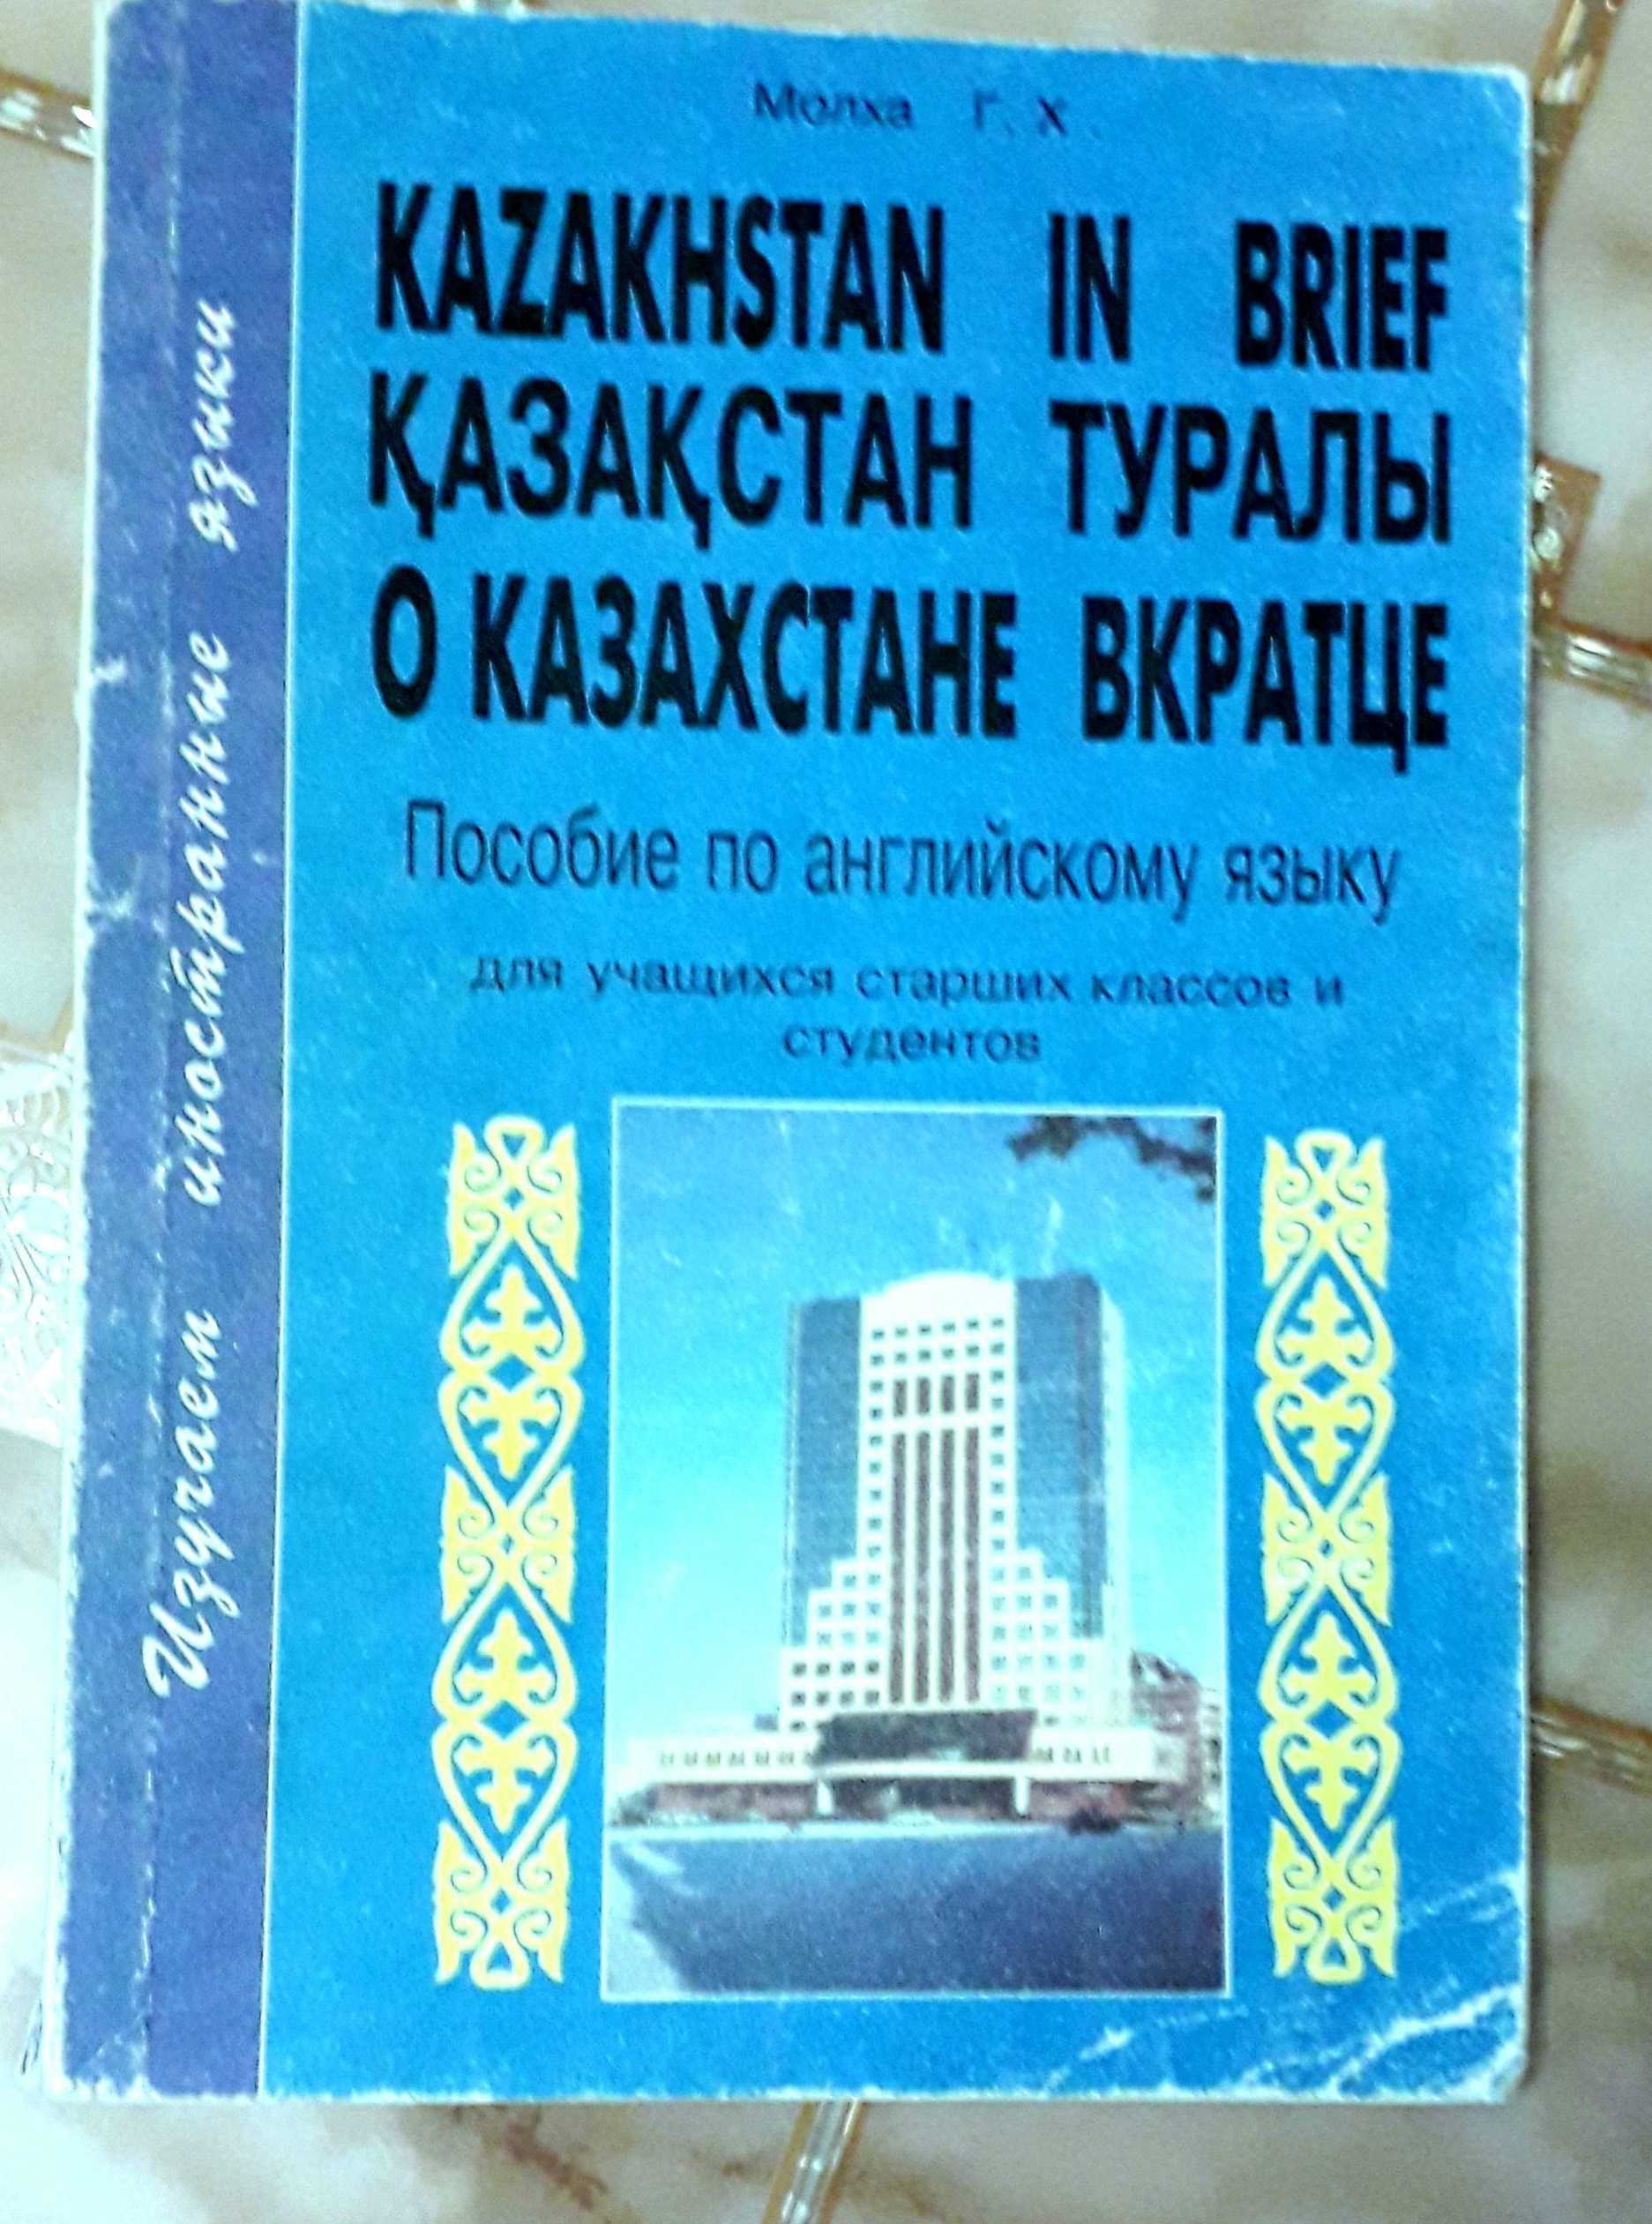 Молха Г. Х.
KAZAKHSTAN IN BRIEF
ҚАЗАҚСТАН ТУРАЛЫ
О КАЗАХСТАНЕ ВКРАТЦЕ
Пособие по английскому языку
для учащихся старших классов и
студентов
Изучаем иностранные языки